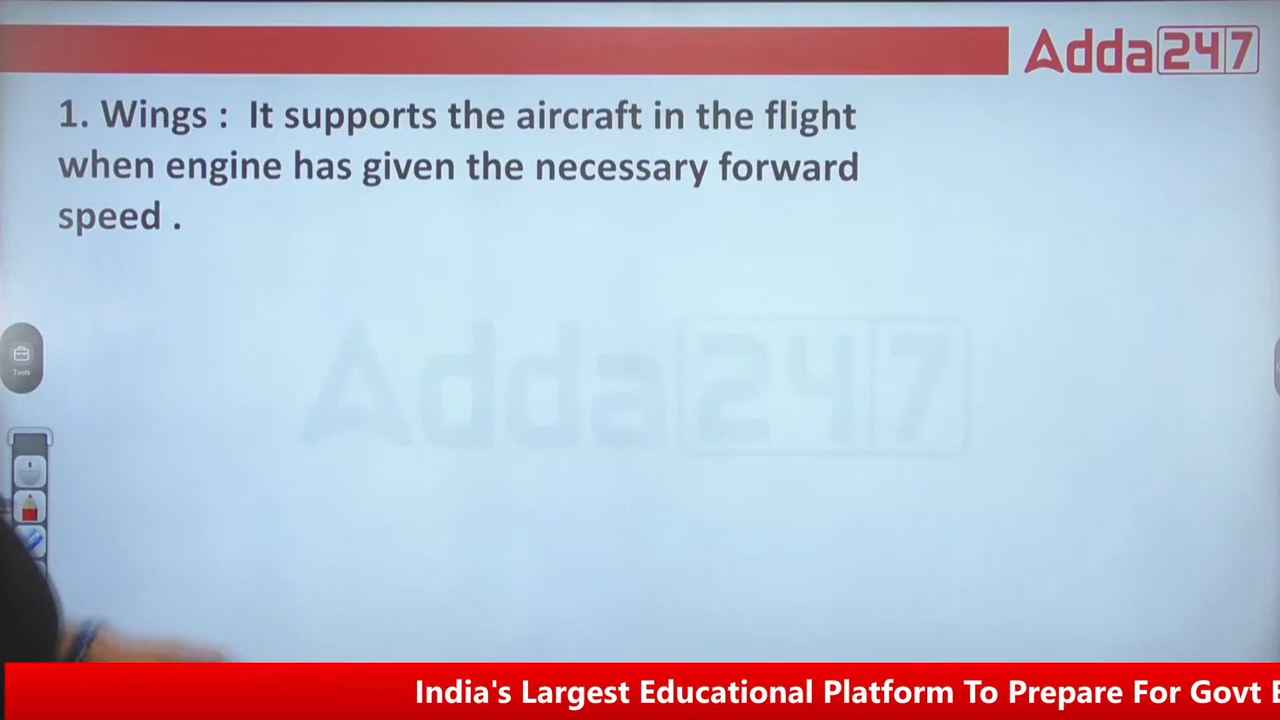 Adda247
1. Wings : It supports the aircraft in the flight
when engine has given the necessary forward
speed .
Adda247
Tools
India's Largest Educational Platform To Prepare For Govt